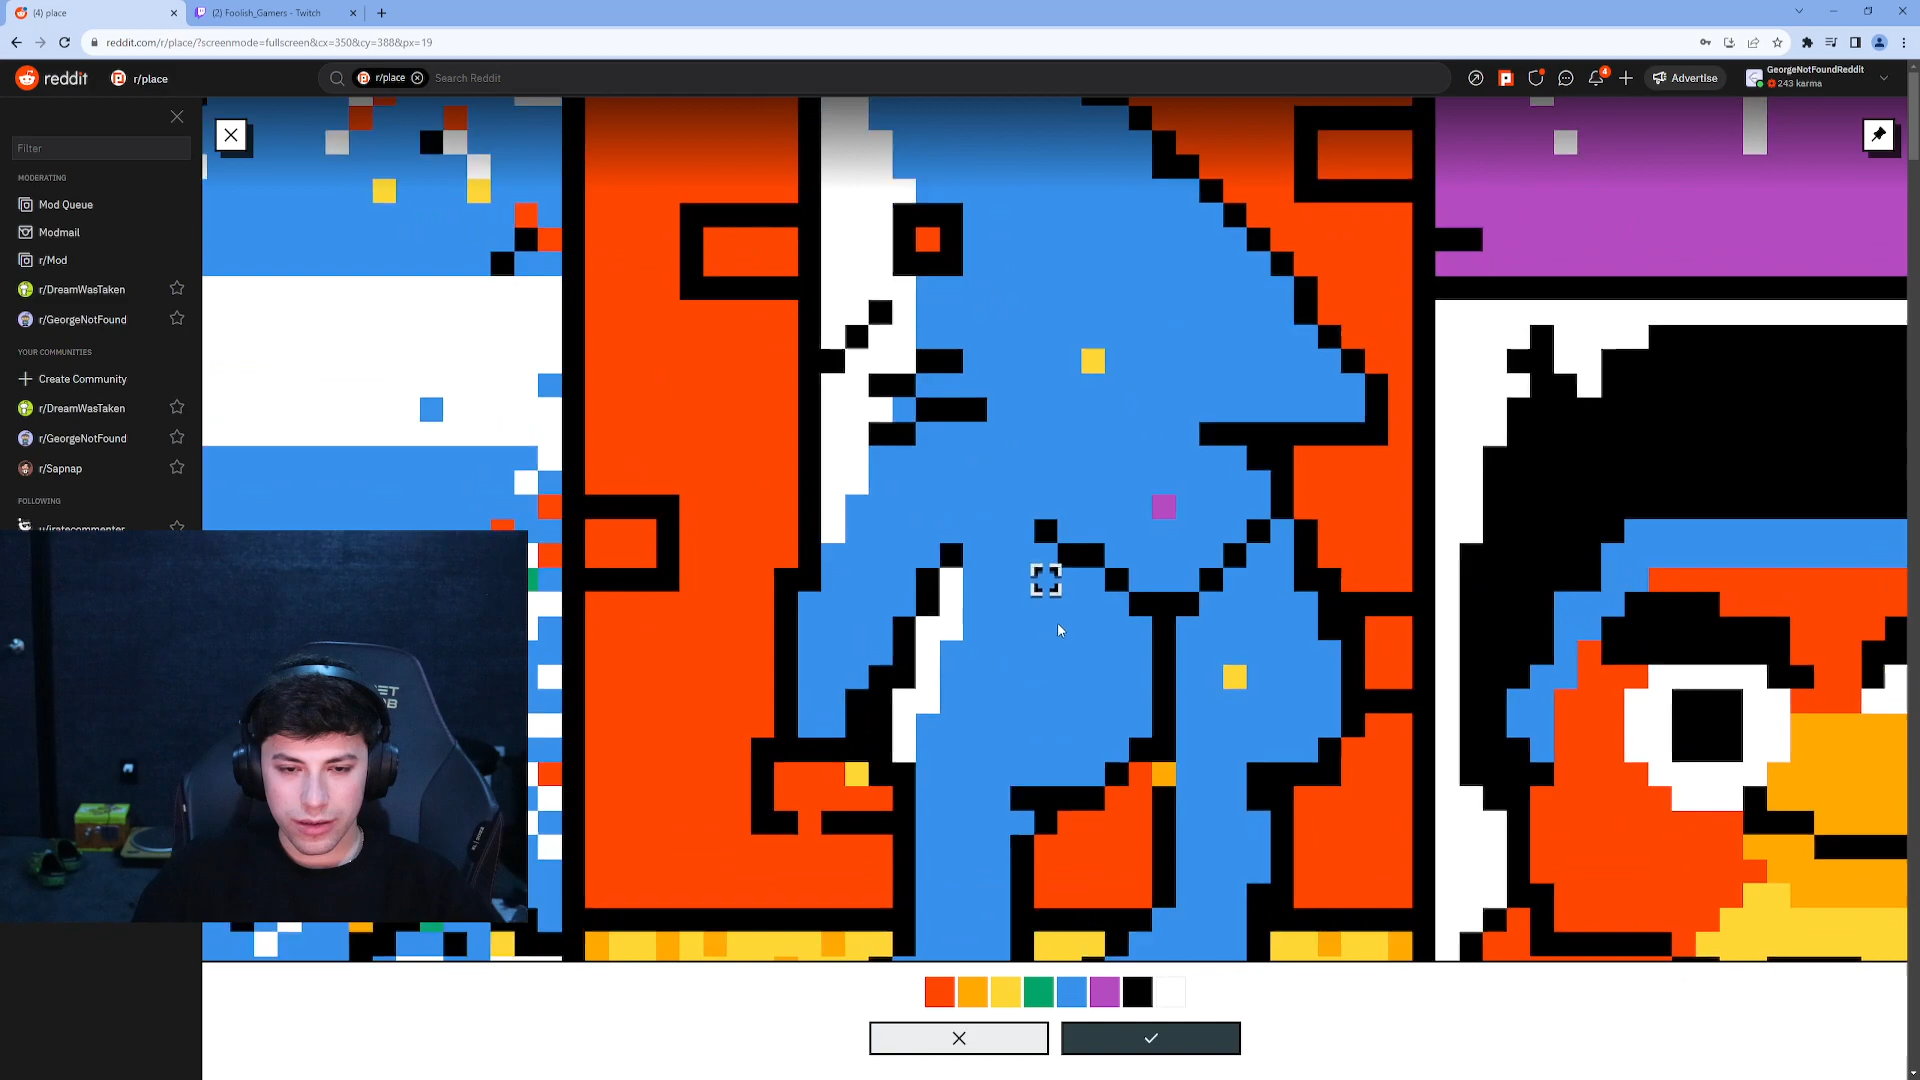 (4) place
(2) Foolish_Gamers - Twitch
reddit.com/r/place/?screenmode=fullscreen&cx=350&cy=388&px=19
reddit
r/place
r/place
Search Reddit
4
Advertise
GeorgeNotFoundReddit
243 karma
Filter
MODERATING
Mod Queue
Modmail
r/Mod
r/DreamWasTaken
r/GeorgeNotFound
YOUR COMMUNITIES
Create Community
r/DreamWasTaken
r/GeorgeNotFound
r/Sapnap
FOLLOWING
u/iratecommenter